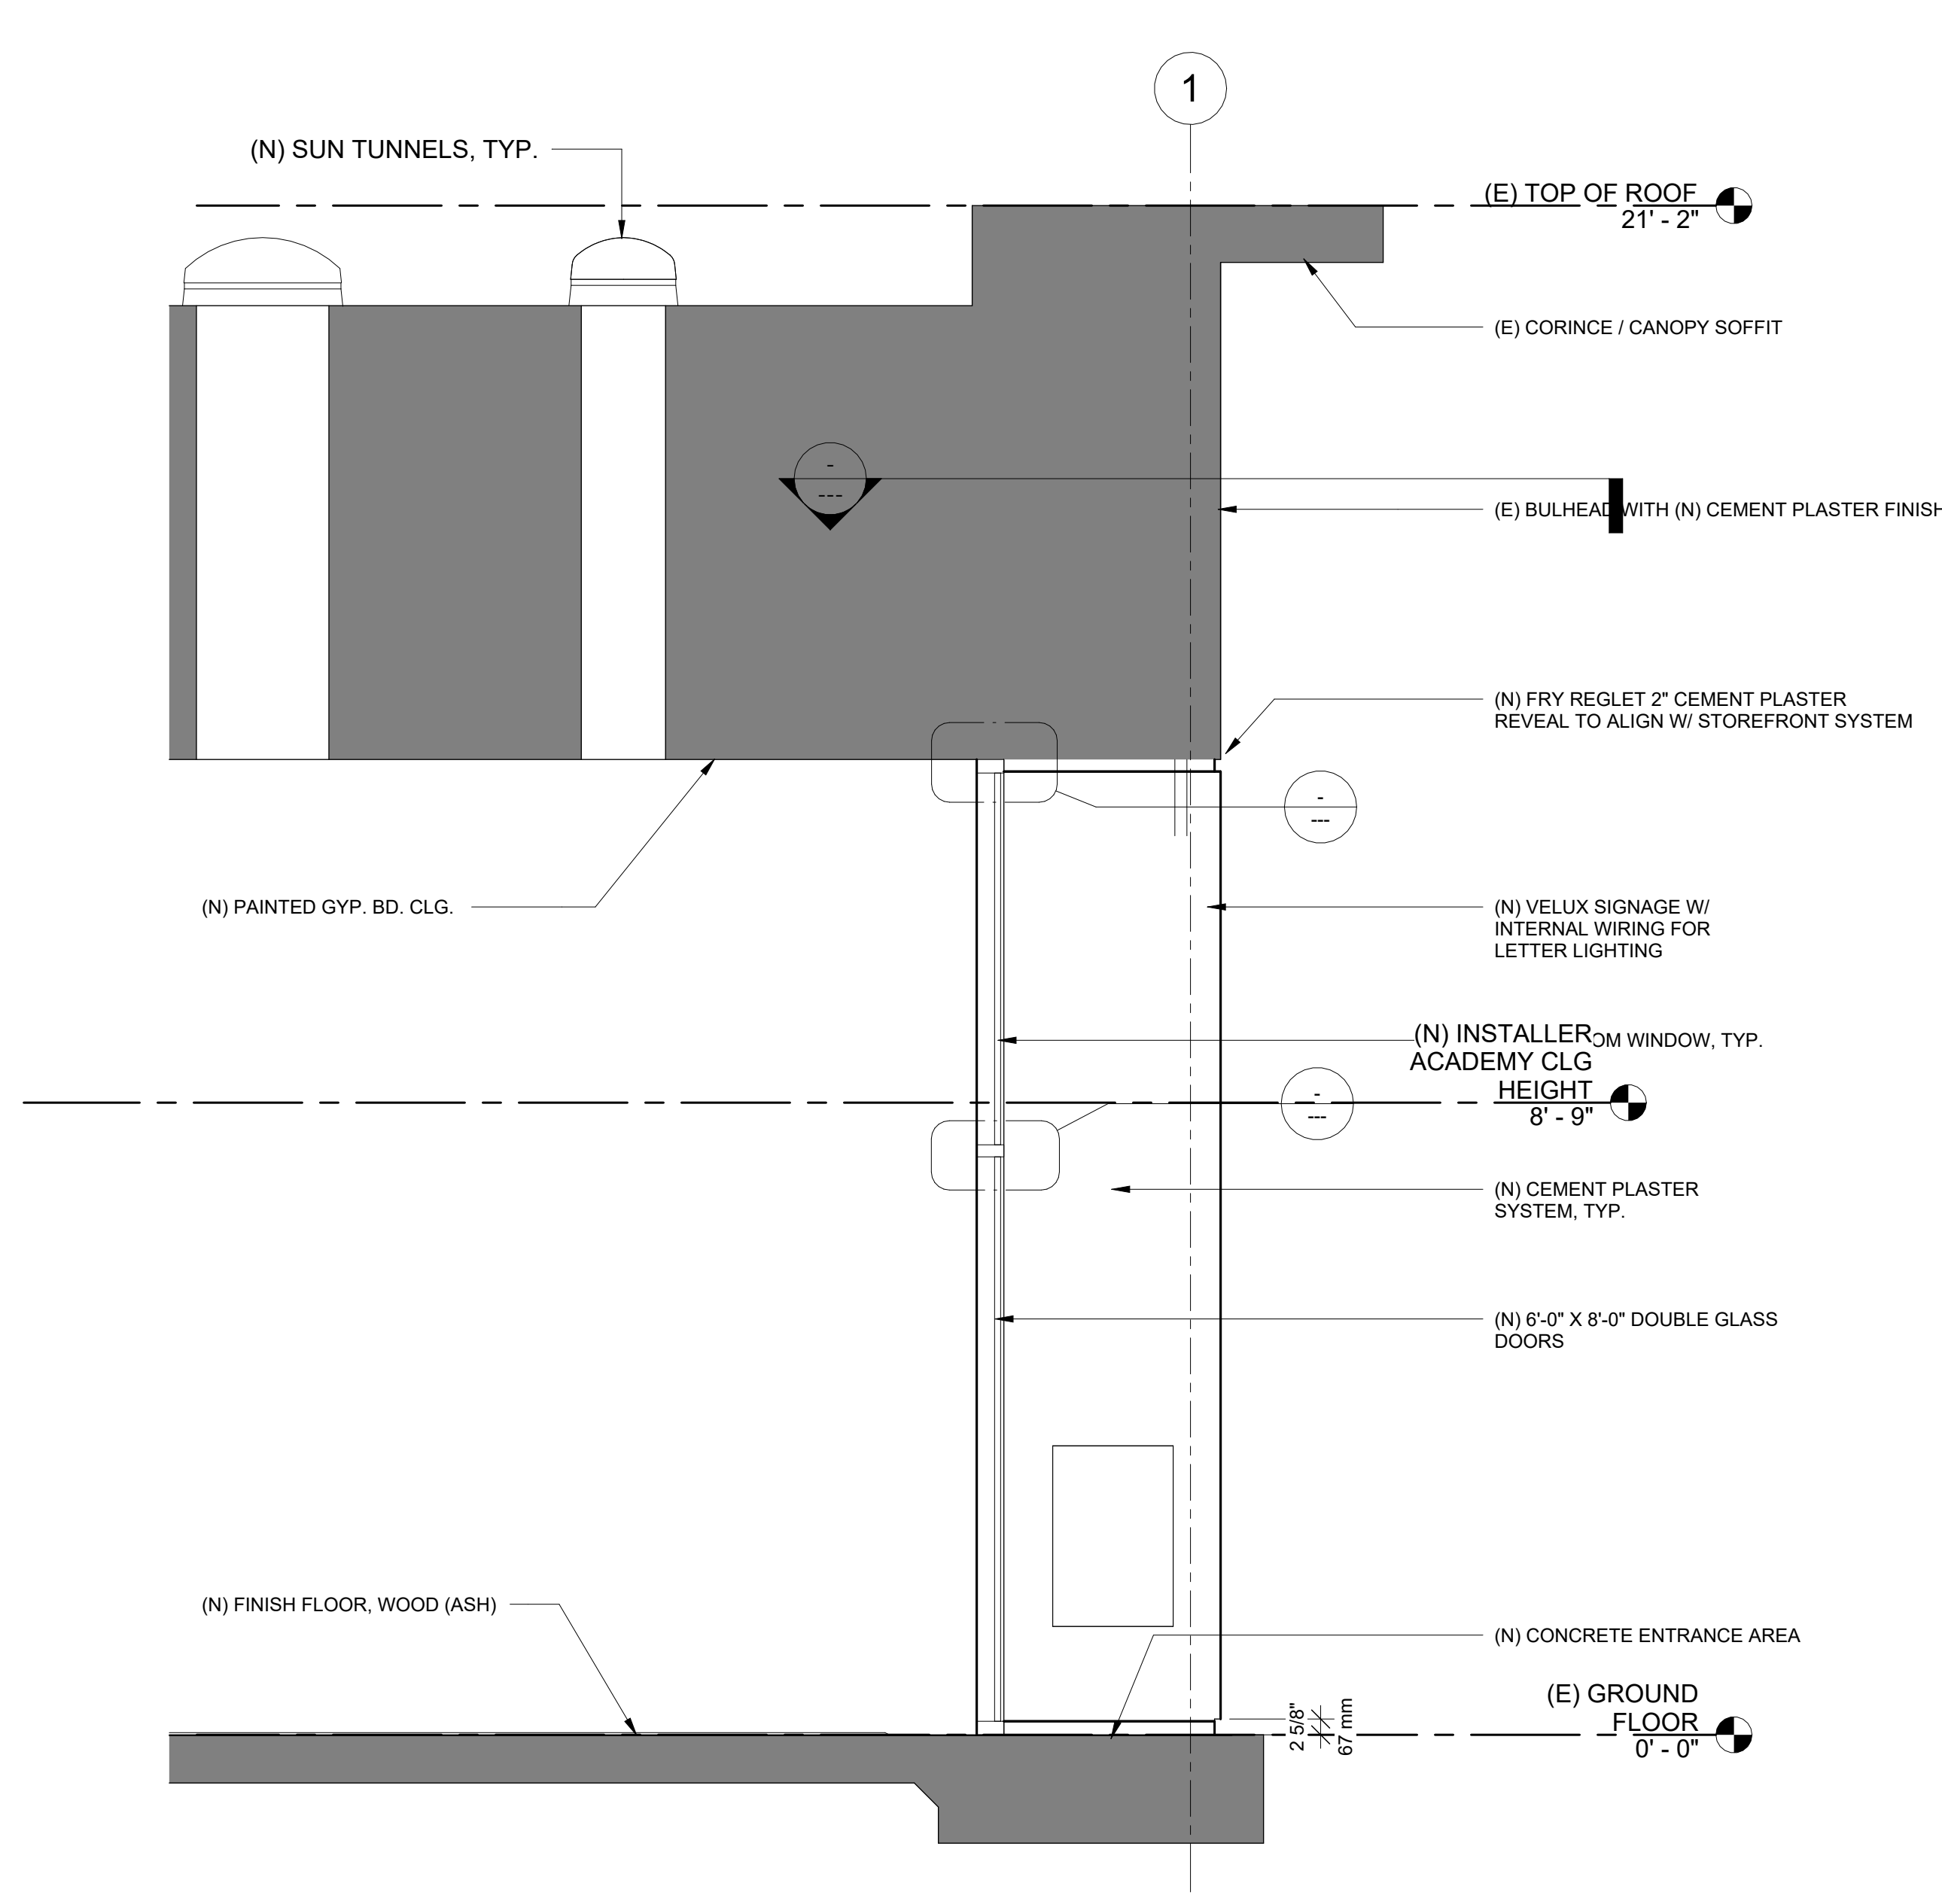 1
(N) SUN TUNNELS, TYP.
(E) TOP OF ROOF
21' - 2"
(E) CORINCE / CANOPY SOFFIT
-
---
(E) BULHEAD WITH (N) CEMENT PLASTER FINISH
(N) FRY REGLET 2" CEMENT PLASTER
REVEAL TO ALIGN W/ STOREFRONT SYSTEM
-
---
(N) PAINTED GYP. BD. CLG.
(N) VELUX SIGNAGE W/
INTERNAL WIRING FOR
LETTER LIGHTING
(N) INSTALLER
ACADEMY CLG
HEIGHT
8' - 9"
WINDOW, TYP.
-
---
(N) CEMENT PLASTER
SYSTEM, TYP.
(N) 6'-0" X 8'-0" DOUBLE GLASS
DOORS
(N) FINISH FLOOR, WOOD (ASH)
(N) CONCRETE ENTRANCE AREA
(E) GROUND
FLOOR
0' - 0"
2 5/8"
67 mm